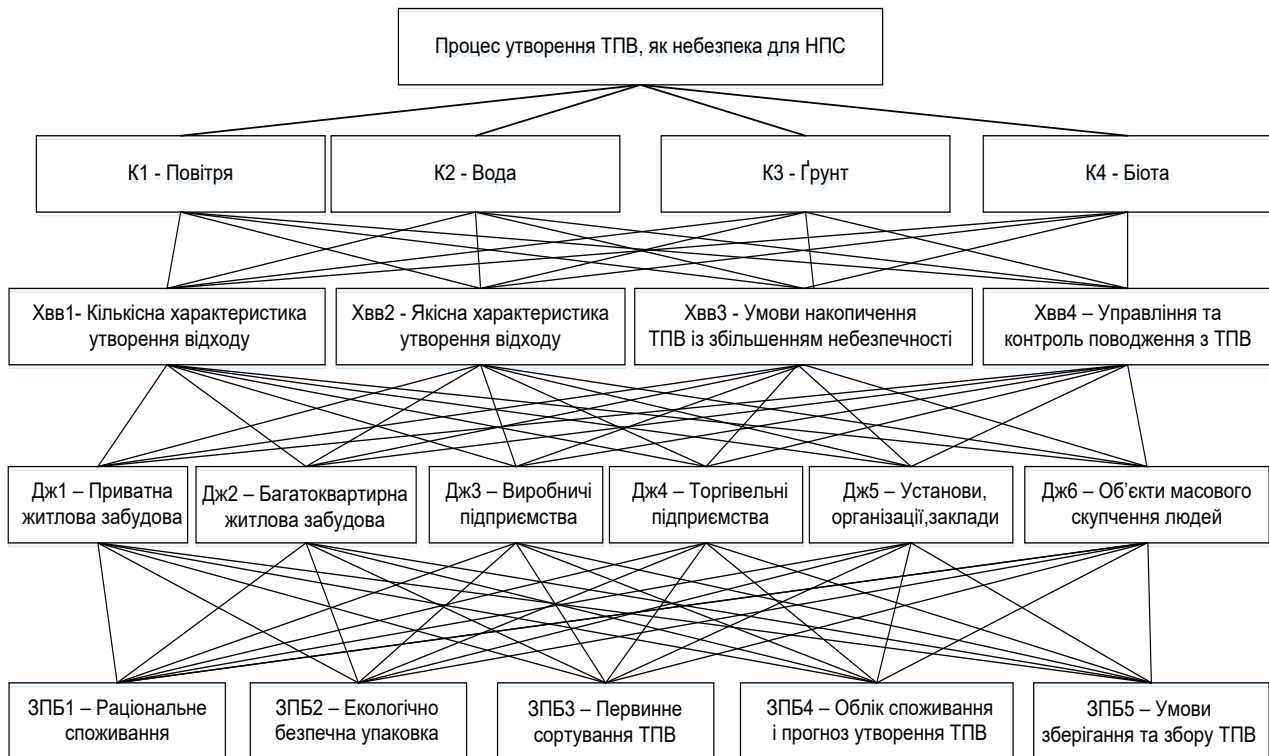 Процес утворення ТПВ, як небезпека для НПС
К1 - Повітря
К2 - Вода
К3 - Ґрунт
К4 - Біота
Хвв1- Кількісна характеристика
утворення відходу
Хвв2 - Якісна характеристика
утворення відходу
Хвв3 - Умови накопичення
ТПВ із збільшенням небезпечності
Хвв4 – Управління та
контроль поводження з ТПВ
Дж1 – Приватна
житлова забудова
Дж2 – Багатоквартирна
житлова забудова
Дж3 – Виробничі
підприємства
Дж4 – Торгівельні
підприємства
Дж5 – Установи,
організації,заклади
Дж6 – Об’єкти масового
скупчення людей
ЗПБ1 – Раціональне
споживання
ЗПБ2 – Екологічно
безпечна упаковка
ЗПБ3 – Первинне
сортування ТПВ
ЗПБ4 – Облік споживання
і прогноз утворення ТПВ
ЗПБ5 – Умови
зберігання та збору ТПВ